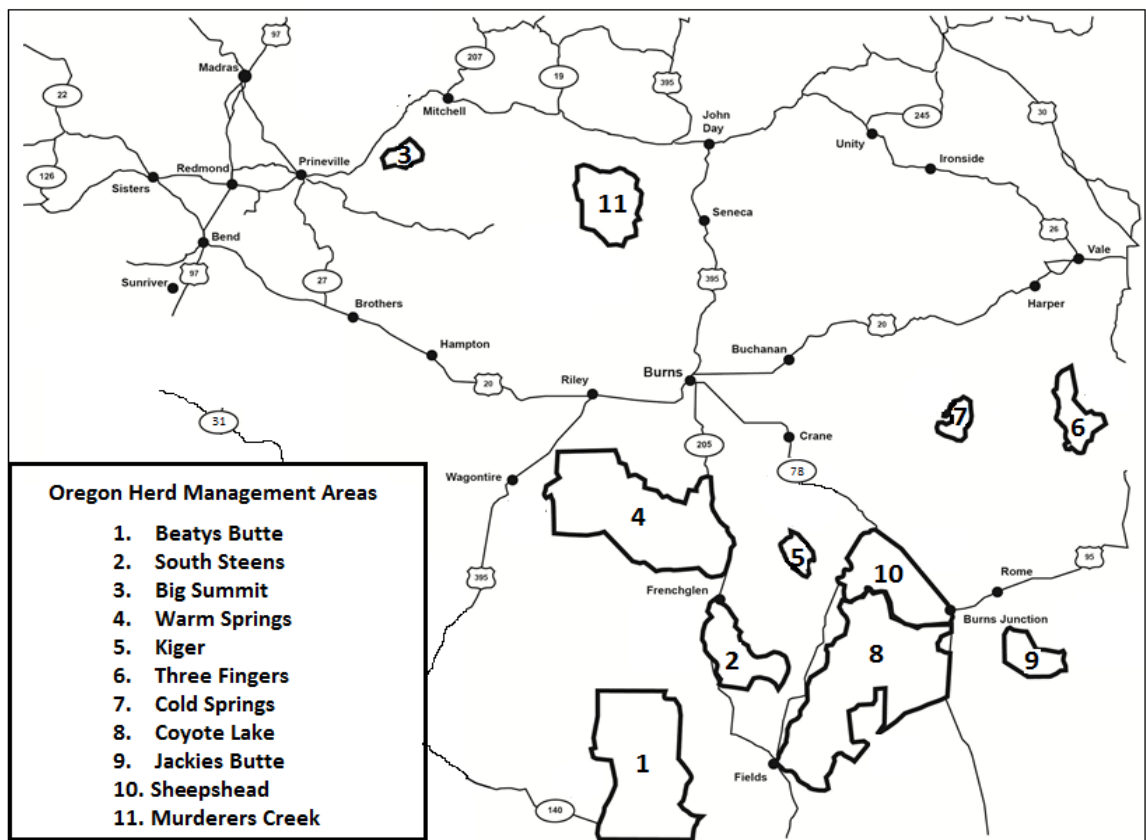 97
Madras
207
19
395
22
Mitchell
John
Day
245
30
Unity
3
Ironside
126
Redmond
Prineville
Sisters
11
Seneca
26
Bend
Vale
97
395
Sunriver
27
Harper
Brothers
20
Hampton
Buchanan
Burns
20
Riley
31
7
6
Crane
205
78
Wagontire
Oregon Herd Management Areas
1. Beatys Butte
2. South Steens
3. Big Summit
4. Warm Springs
5. Kiger
6. Three Fingers
7. Cold Springs
8. Coyote Lake
9. Jackies Butte
10. Sheepshead
11. Murderers Creek
4
5
95
395
10
Rome
Frenchglen
Burns Junction
2
8
9
1
Fields
140